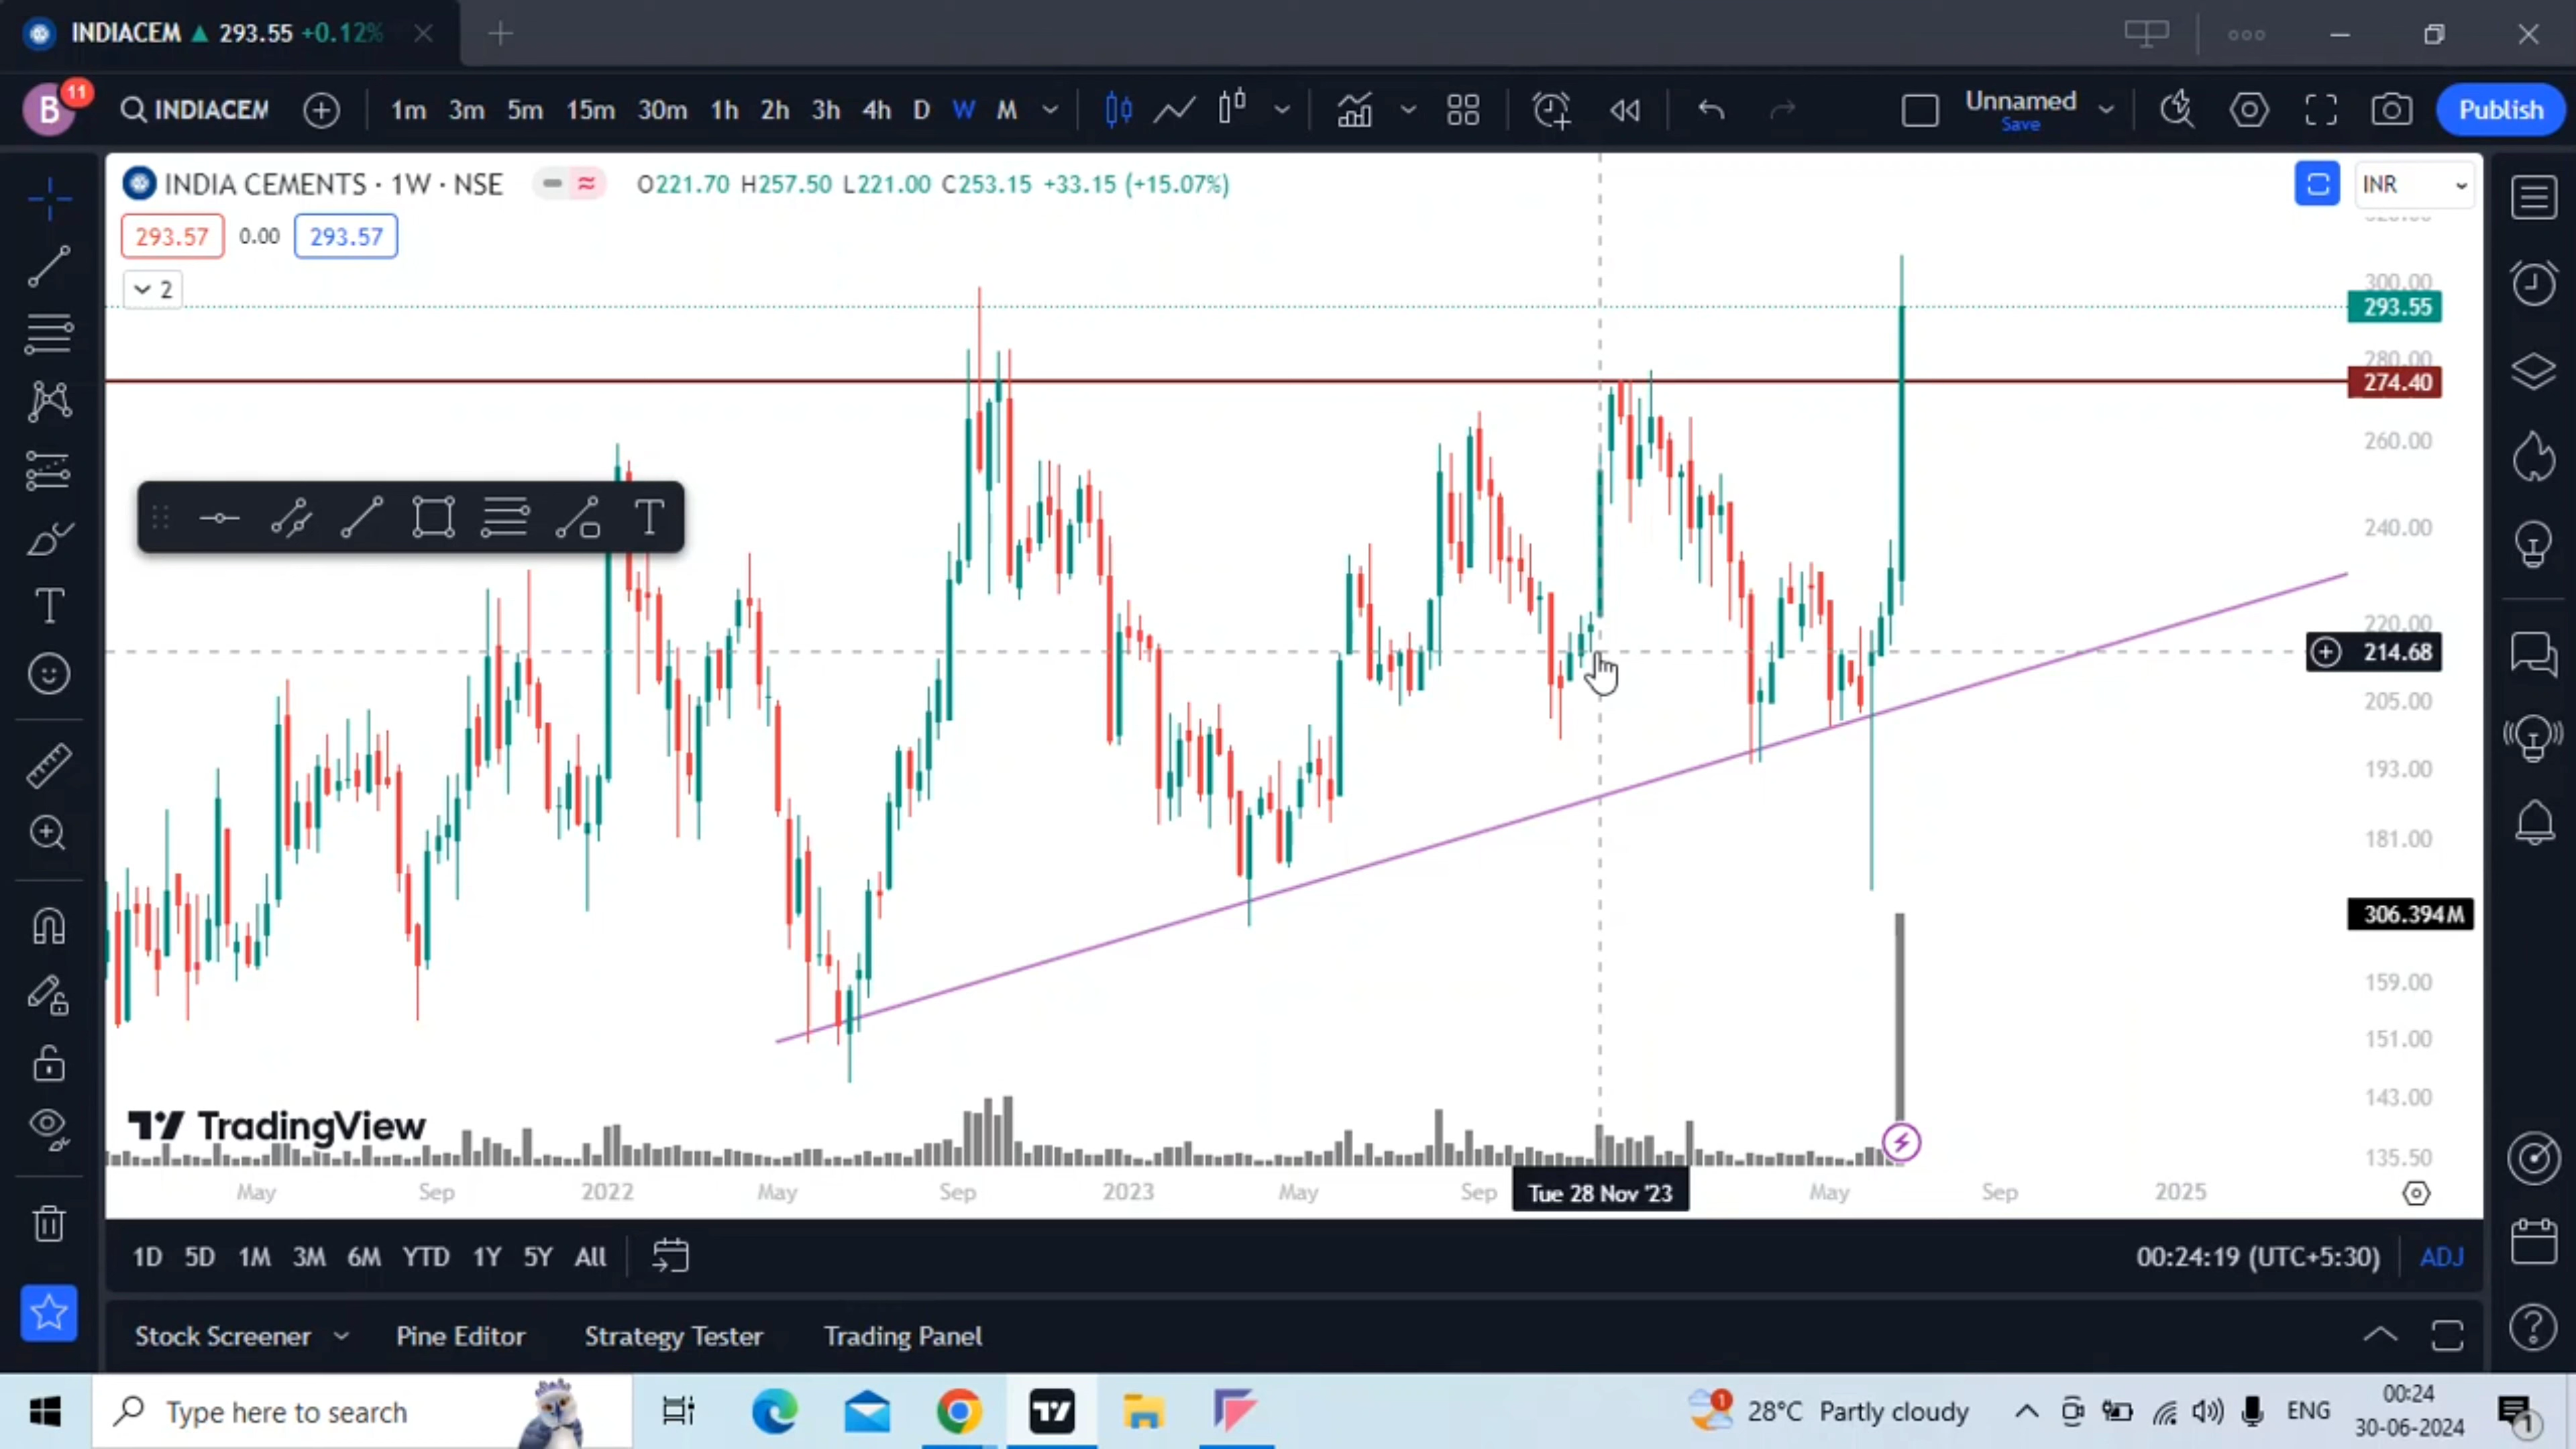 INDIACEM ▲ 293.55 +0.12%
B 11 INDIACEM 1m 3m 5m 15m 30m 1h 2h 3h 4h D W M Unnamed Save Publish
INDIA CEMENTS · 1W · NSE O221.70 H257.50 L221.00 C253.15 +33.15 (+15.07%) INR
293.57 0.00 293.57
2
300.00
293.55
280.00
274.40
260.00
240.00
220.00
214.68
205.00
193.00
181.00
306.394M
159.00
151.00
143.00
135.50
T
TradingView
May Sep 2022 May Sep 2023 May Sep Tue 28 Nov '23 May Sep 2025
1D 5D 1M 3M 6M YTD 1Y 5Y All 00:24:19 (UTC+5:30) ADJ
Stock Screener Pine Editor Strategy Tester Trading Panel
Type here to search 1 28°C Partly cloudy ENG 00:24
30-06-2024 1